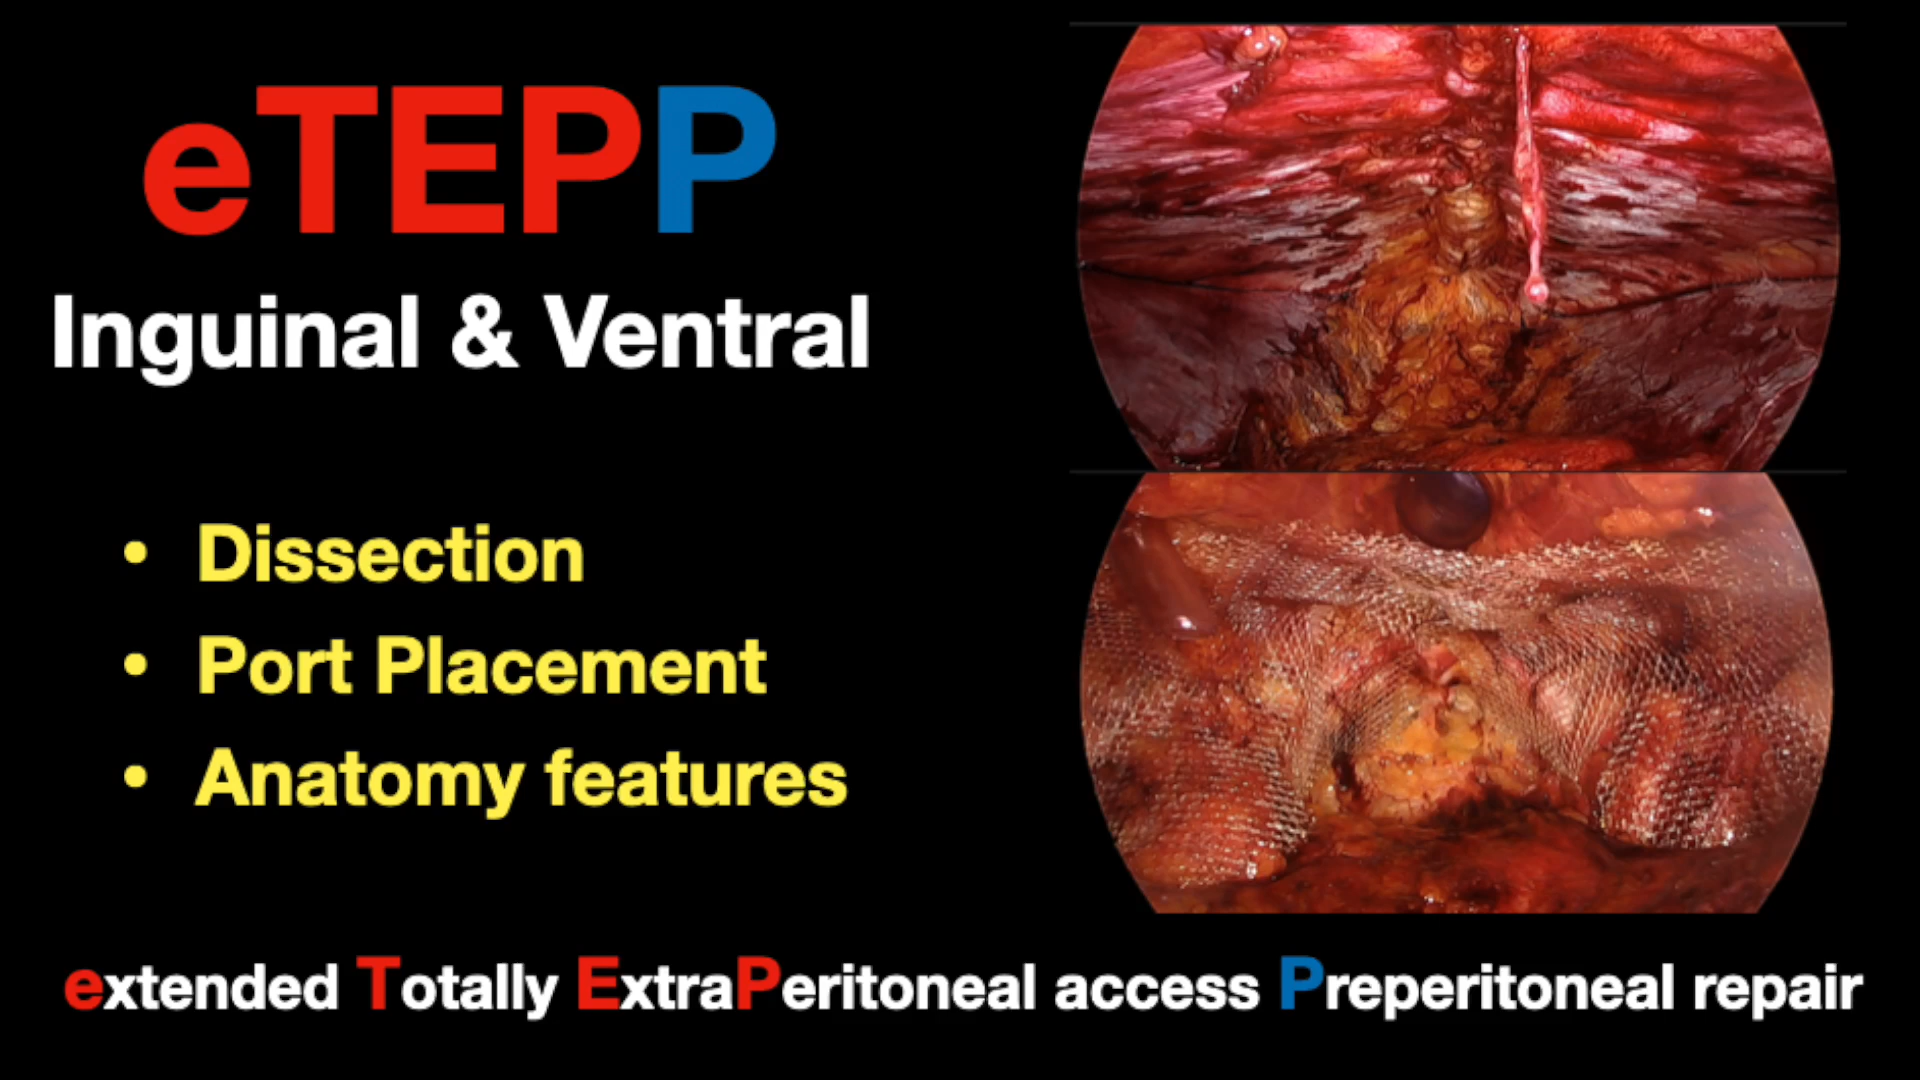 eTEPP
Inguinal & Ventral
• Dissection
• Port Placement
• Anatomy features
extended Totally ExtraPeritoneal access Preperitoneal repair